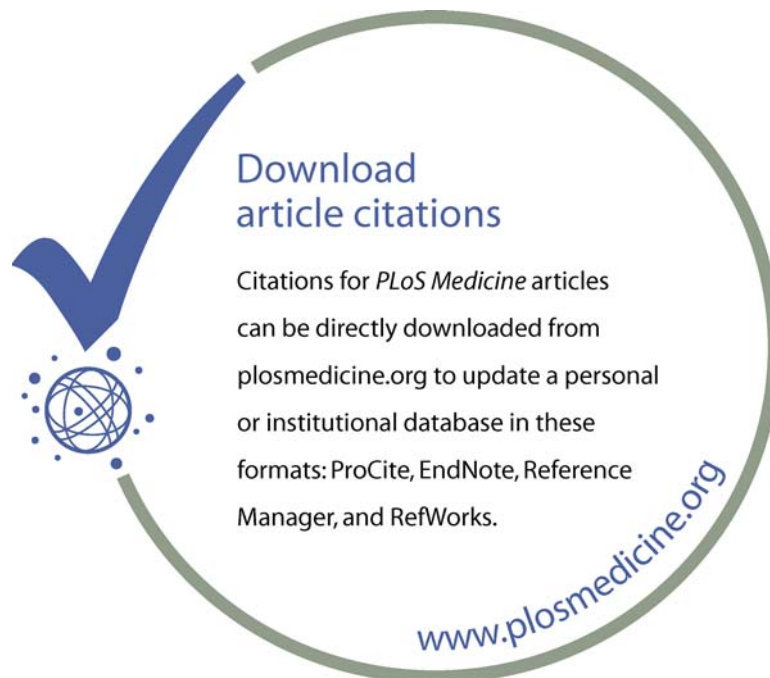 Download
article citations
Citations for PLoS Medicine articles
can be directly downloaded from
plosmedicine.org to update a personal
or institutional database in these
formats: ProCite, EndNote, Reference
Manager, and RefWorks.
www.plosmedicine.org